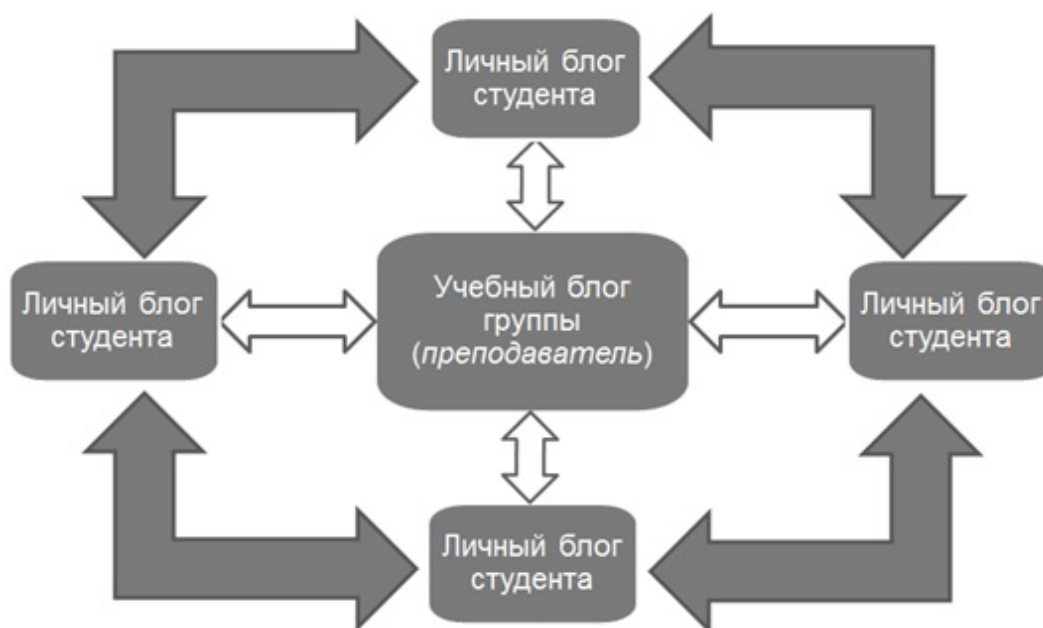 Личный блог
студента
Личный блог
студента
Учебный блог
группы
(преподаватель)
Личный блог
студента
Личный блог
студента